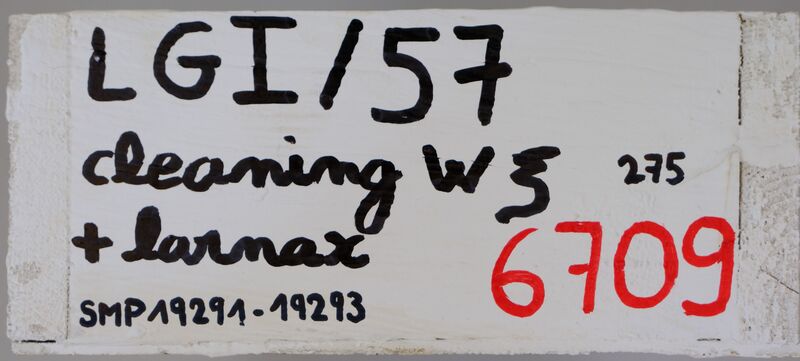 LGI/57
cleaning W ξ 275
+ larnax
6709
SMP19291-19293